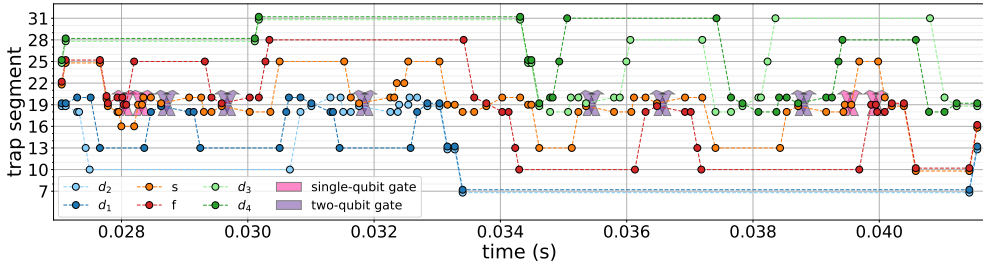 trap segment
31
28
25
22
19
16
13
10
7
d₂ s d₃ single-qubit gate
d₁ f d₄ two-qubit gate
0.028 0.030 0.032 0.034 0.036 0.038 0.040
time (s)